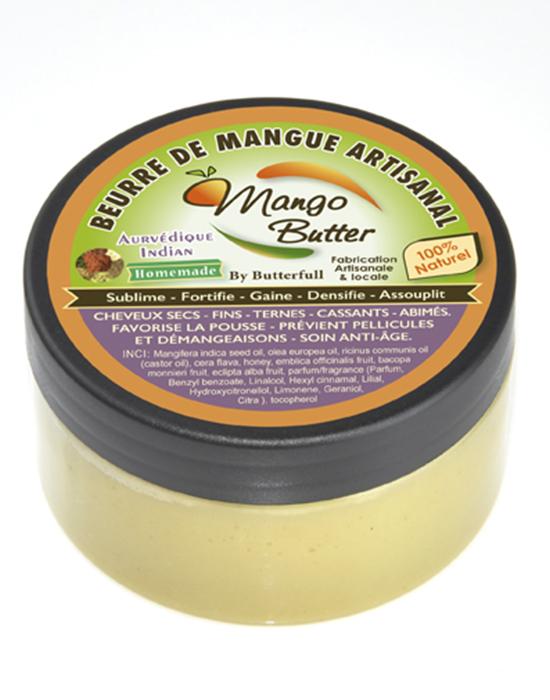 BEURRE DE MANGUE ARTISANAL
Mango
Butter
AURVÉDIQUE
INDIAN
Homemade
By Butterfull
Fabrication
Artisanale
& locale
100%
Naturel
Sublime - Fortifie - Gaine - Densifie - Assouplit
CHEVEUX SECS - FINS - TERNES - CASSANTS - ABIMÉS.
FAVORISE LA POUSSE - PRÉVIENT PELLICULES
ET DÉMANGEAISONS - SOIN ANTI-ÂGE.
INCI: Mangifera indica seed oil, olea europea oil, ricinus communis oil
(castor oil), cera flava, honey, emblica officinalis fruit, bacopa
monnieri fruit, eclipta alba fruit, parfum/fragrance (Parfum,
Benzyl benzoate, Linalool, Hexyl cinnamal, Lilial,
Hydroxycitronellol, Limonene, Geraniol,
Citra ), tocopherol